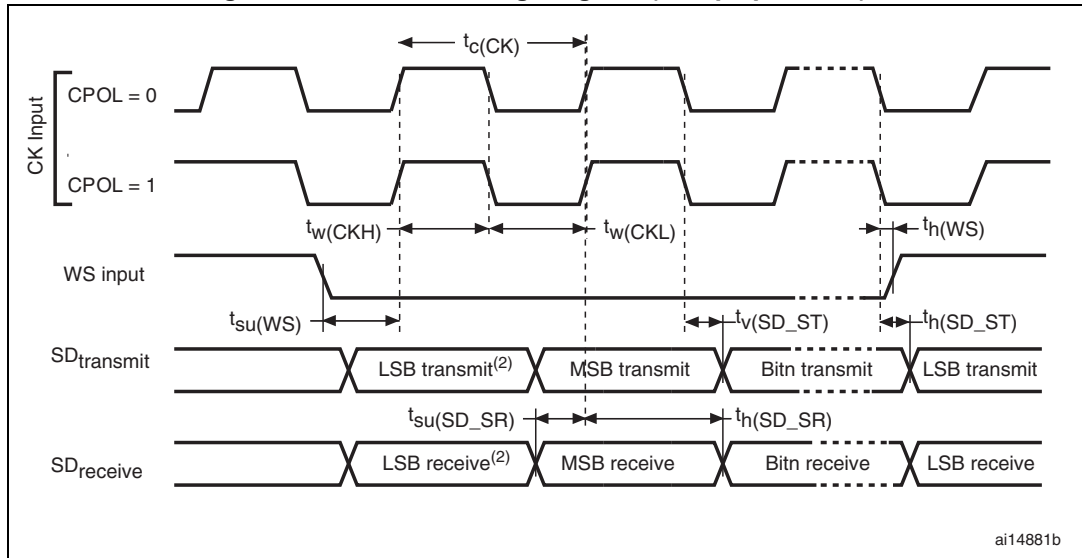 tc(CK)
CK Input
CPOL = 0
CPOL = 1
tw(CKH)
tw(CKL)
th(WS)
WS input
tsu(WS)
tv(SD_ST)
th(SD_ST)
SDtransmit
LSB transmit(2)
MSB transmit
Bitn transmit
LSB transmit
tsu(SD_SR)
th(SD_SR)
SDreceive
LSB receive(2)
MSB receive
Bitn receive
LSB receive
ai14881b